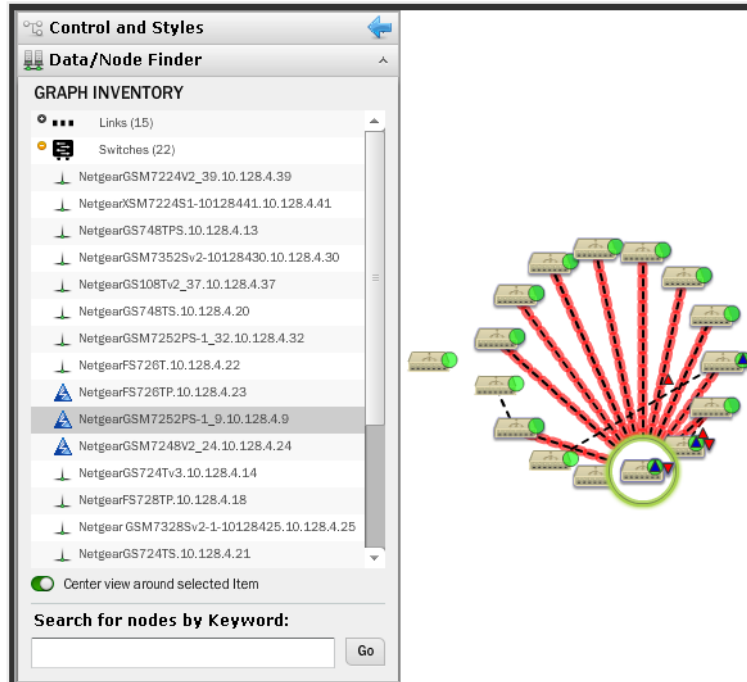 Control and Styles
Data/Node Finder
GRAPH INVENTORY
Links (15)
Switches (22)
NetgearGSM7224V2_39.10.128.4.39
NetgearXSM7224S1-10128441.10.128.4.41
NetgearGS748TPS.10.128.4.13
NetgearGSM7352Sv2-10128430.10.128.4.30
NetgearGS108Tv2_37.10.128.4.37
NetgearGS748TS.10.128.4.20
NetgearGSM7252PS-1_32.10.128.4.32
NetgearFS726T.10.128.4.22
NetgearFS726TP.10.128.4.23
NetgearGSM7252PS-1_9.10.128.4.9
NetgearGSM7248V2_24.10.128.4.24
NetgearGS724Tv3.10.128.4.14
NetgearFS728TP.10.128.4.18
Netgear GSM7328Sv2-1-10128425.10.128.4.25
NetgearGS724TS.10.128.4.21
Center view around selected Item
Search for nodes by Keyword:
Go